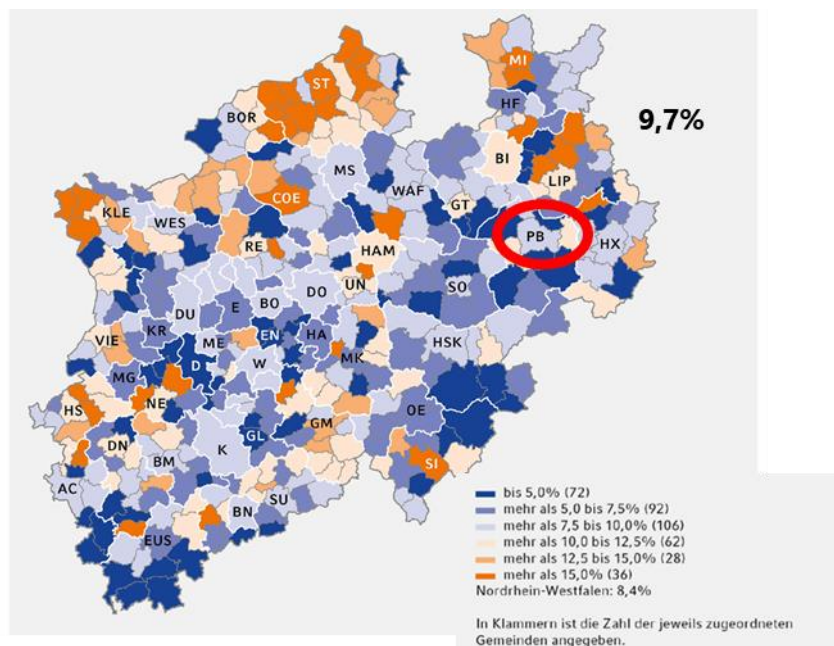 MI
ST
HF
BOR
9,7%
BI
MS
LIP
WAF
COE
GT
KLE
WES
PB
HX
RE
HAM
UN
SO
DO
BO
E
DU
KR
EN
HA
VIE
ME
HSK
MK
W
D
MG
NE
HS
OE
GM
DN
GL
K
BM
SI
AC
SU
BN
EUS
bis 5,0% (72)
mehr als 5,0 bis 7,5% (92)
mehr als 7,5 bis 10,0% (106)
mehr als 10,0 bis 12,5% (62)
mehr als 12,5 bis 15,0% (28)
mehr als 15,0% (36)
Nordrhein-Westfalen: 8,4%
In Klammern ist die Zahl der jeweils zugeordneten
Gemeinden angegeben.